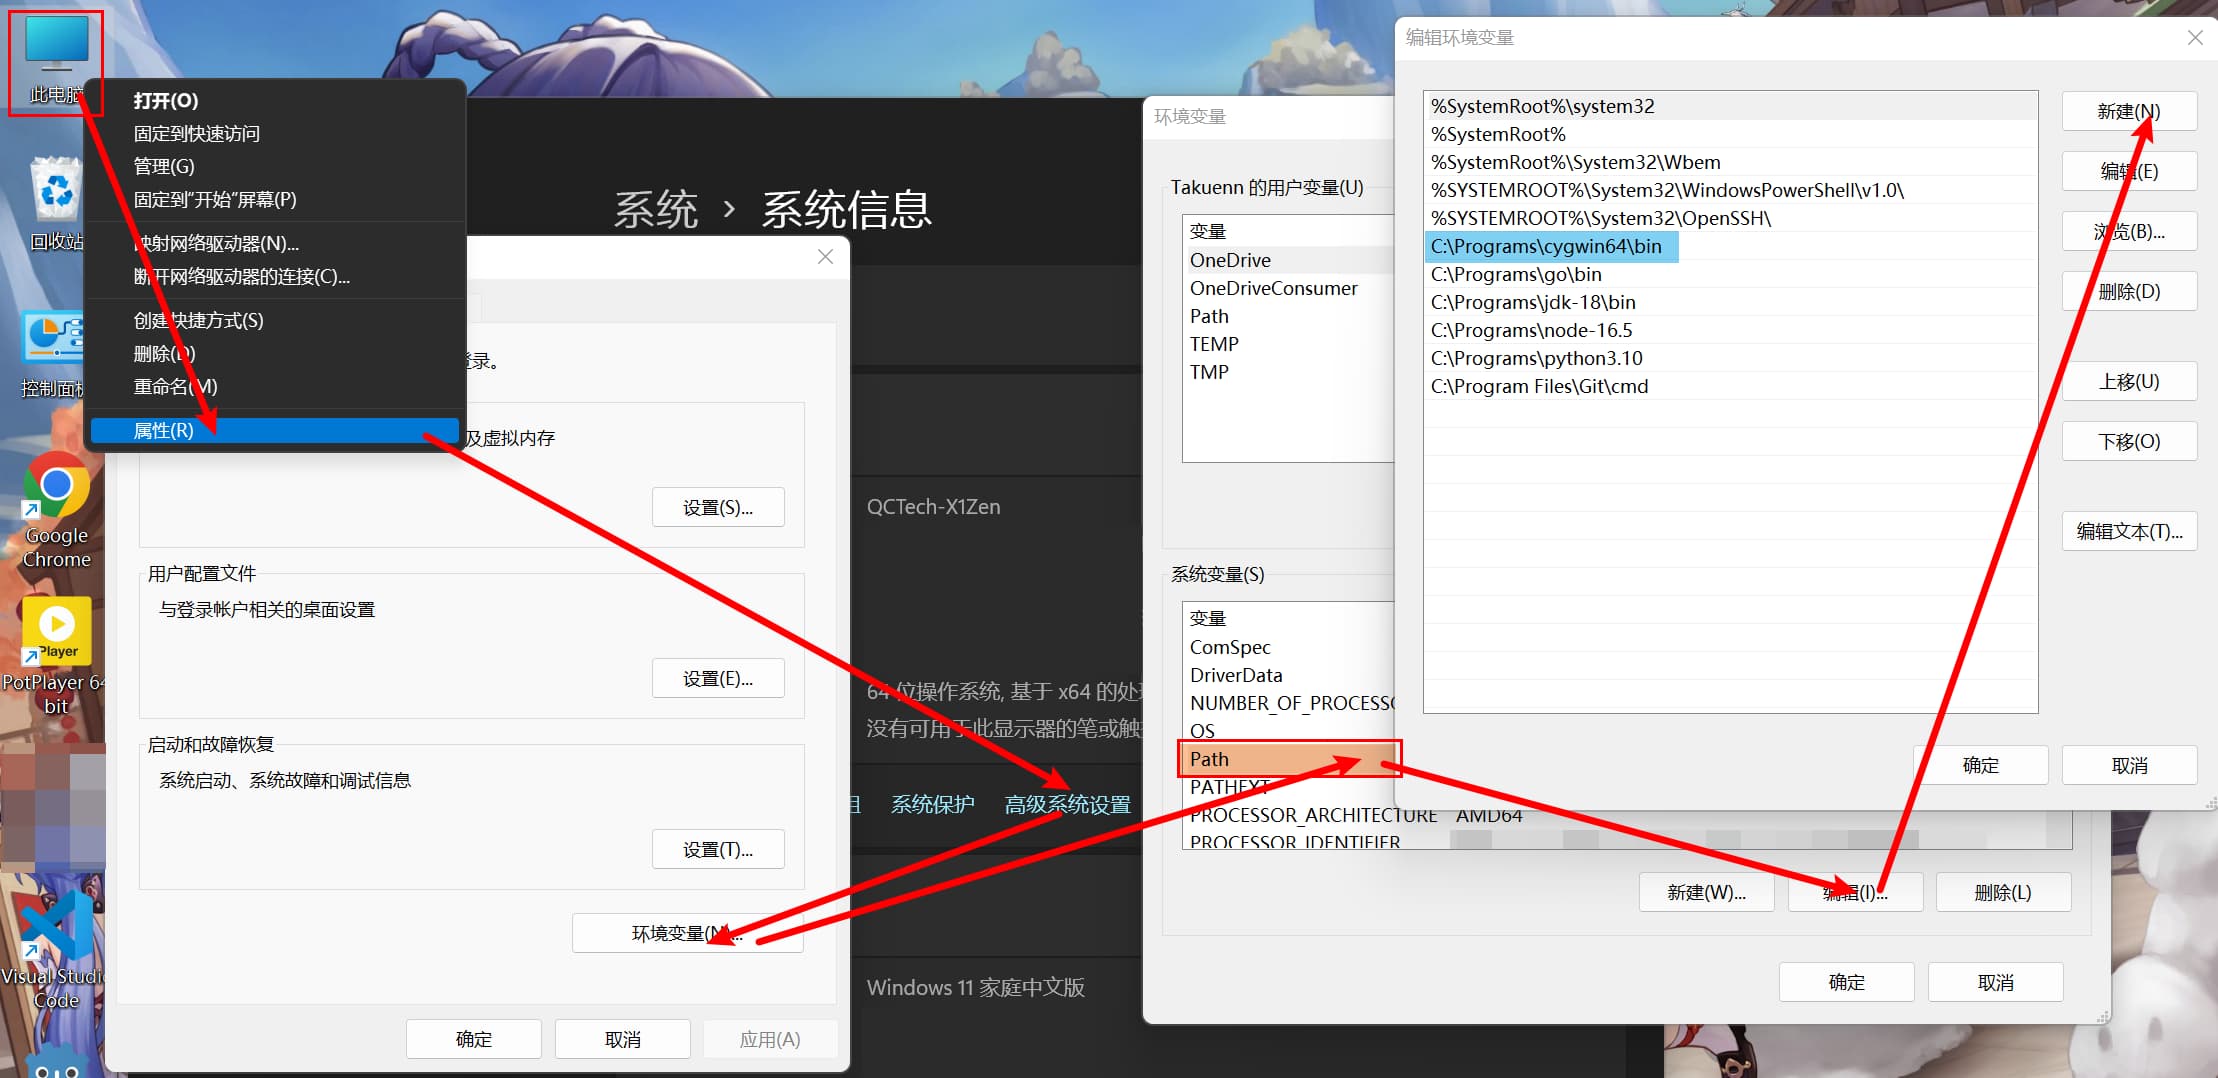 此电脑
回收站
控制面板
Google
Chrome
Player
PotPlayer 64
bit
Visual Studio
Code
打开(O)
固定到快速访问
管理(G)
固定到"开始"屏幕(P)
映射网络驱动器(N)...
断开网络驱动器的连接(C)...
创建快捷方式(S)
删除(D)
重命名(M)
属性(R)
系统 › 系统信息
登录。
及虚拟内存
设置(S)...
用户配置文件
与登录帐户相关的桌面设置
设置(E)...
启动和故障恢复
系统启动、系统故障和调试信息
设置(T)...
环境变量(N)...
确定
取消
应用(A)
QCTech-X1Zen
64 位操作系统, 基于 x64 的处理
没有可用于此显示器的笔或触
组
系统保护
高级系统设置
Windows 11 家庭中文版
环境变量
Takuenn 的用户变量(U)
变量
OneDrive
OneDriveConsumer
Path
TEMP
TMP
系统变量(S)
变量
ComSpec
DriverData
NUMBER_OF_PROCESSO
OS
Path
PATHEXT
PROCESSOR_ARCHITECTURE AMD64
PROCESSOR_IDENTIFIER
新建(W)...
编辑(I)...
删除(L)
确定
取消
编辑环境变量
%SystemRoot%\system32
%SystemRoot%
%SystemRoot%\System32\Wbem
%SYSTEMROOT%\System32\WindowsPowerShell\v1.0\
%SYSTEMROOT%\System32\OpenSSH\
C:\Programs\cygwin64\bin
C:\Programs\go\bin
C:\Programs\jdk-18\bin
C:\Programs\node-16.5
C:\Programs\python3.10
C:\Program Files\Git\cmd
新建(N)
编辑(E)
浏览(B)...
删除(D)
上移(U)
下移(O)
编辑文本(T)...
确定
取消